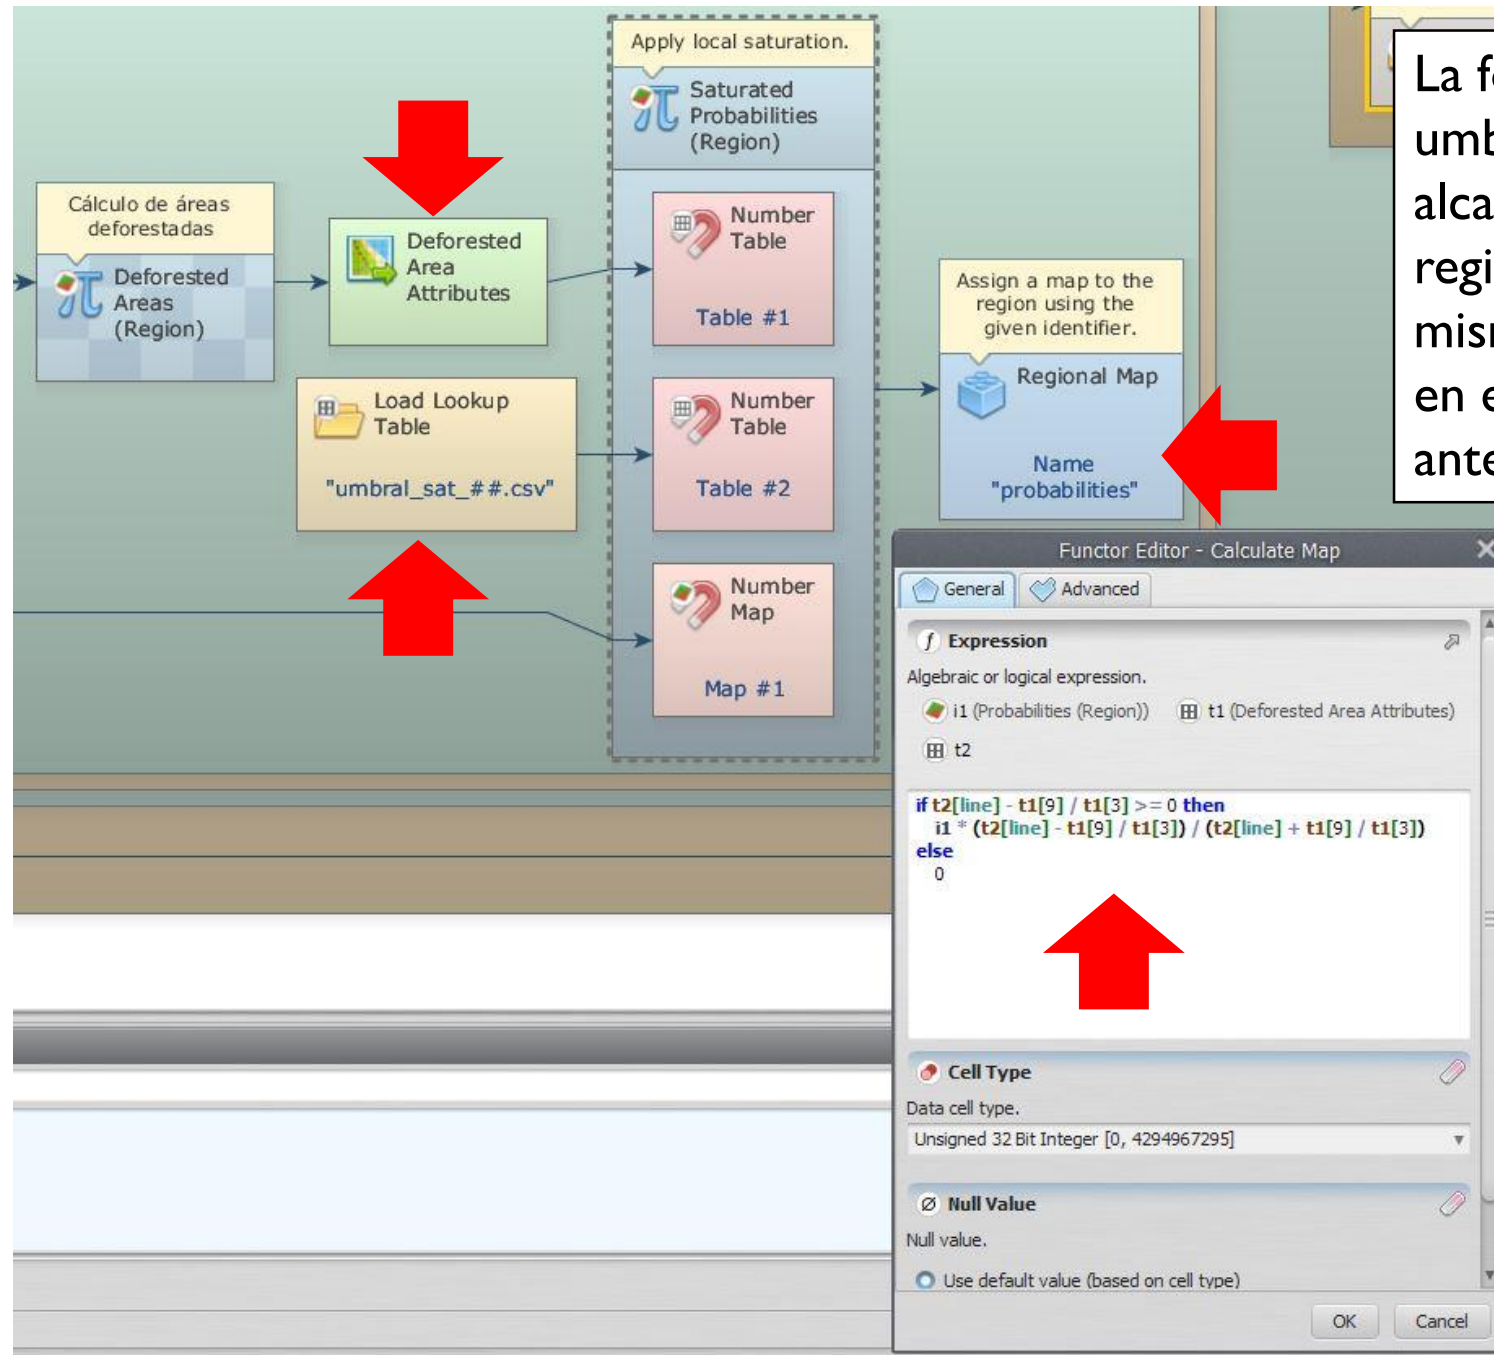 Apply local saturation.
Saturated
Probabilities
(Region)
Cálculo de áreas
deforestadas
Deforested
Areas
(Region)
Deforested
Area
Attributes
Number
Table
Table #1
Load Lookup
Table
"umbral_sat_##.csv"
Number
Table
Table #2
Number
Map
Map #1
Assign a map to the
region using the
given identifier.
Regional Map
Name
"probabilities"
La
en
Functor Editor - Calculate Map
General
Advanced
Expression
Algebraic or logical expression.
i1 (Probabilities (Region))
t1 (Deforested Area Attributes)
t2
if t2[line] - t1[9] / t1[3] >= 0 then
i1 * (t2[line] - t1[9] / t1[3]) / (t2[line] + t1[9] / t1[3])
else
0
Cell Type
Data cell type.
Unsigned 32 Bit Integer [0, 4294967295]
Null Value
Null value.
Use default value (based on cell type)
OK
Cancel